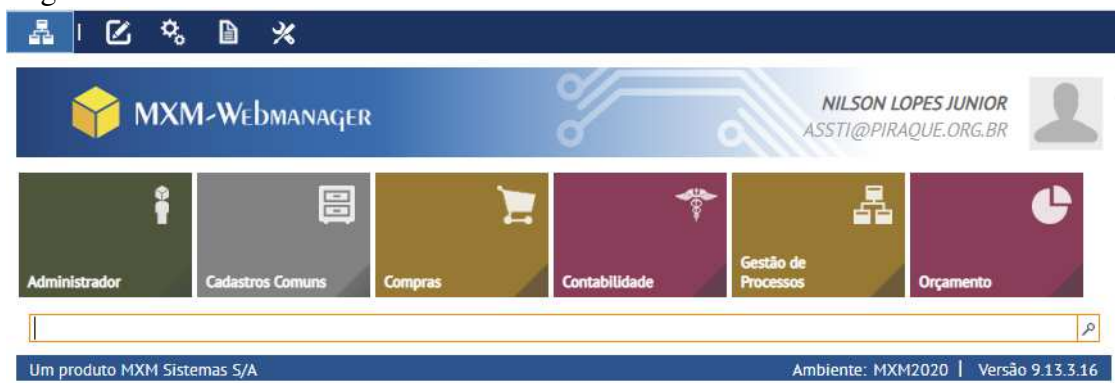 MXM-Webmanager
NILSON LOPES JUNIOR
ASSTI@PIRAQUE.ORG.BR
Administrador
Cadastros Comuns
Compras
Contabilidade
Gestão de
Processos
Orçamento
Um produto MXM Sistemas S/A
Ambiente: MXM2020 | Versão 9.13.3.16